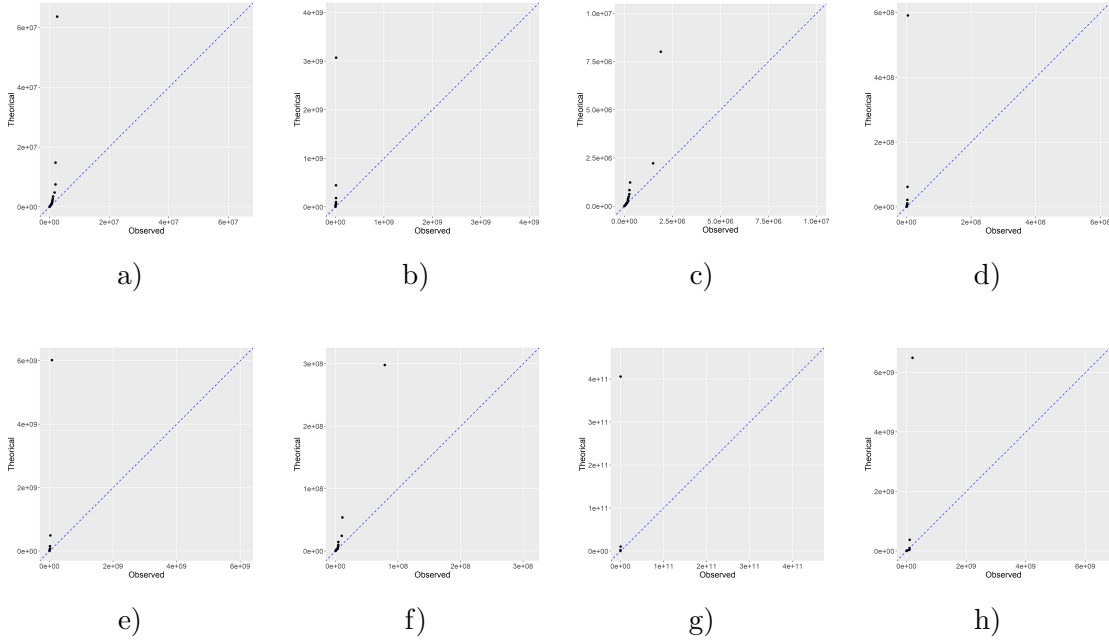 6e+07
4e+07
2e+07
0e+00
Theorical
0e+00 2e+07 4e+07 6e+07
Observed
a)
4e+09
3e+09
2e+09
1e+09
0e+00
Theorical
0e+00 1e+09 2e+09 3e+09 4e+09
Observed
b)
1.0e+07
7.5e+06
5.0e+06
2.5e+06
0.0e+00
Theorical
0.0e+00 2.5e+06 5.0e+06 7.5e+06 1.0e+07
Observed
c)
6e+08
4e+08
2e+08
0e+00
Theorical
0e+00 2e+08 4e+08 6e+08
Observed
d)
6e+09
4e+09
2e+09
0e+00
Theorical
0e+00 2e+09 4e+09 6e+09
Observed
e)
3e+08
2e+08
1e+08
0e+00
Theorical
0e+00 1e+08 2e+08 3e+08
Observed
f)
4e+11
3e+11
2e+11
1e+11
0e+00
Theorical
0e+00 1e+11 2e+11 3e+11 4e+11
Observed
g)
6e+09
4e+09
2e+09
0e+00
Theorical
0e+00 2e+09 4e+09 6e+09
Observed
h)